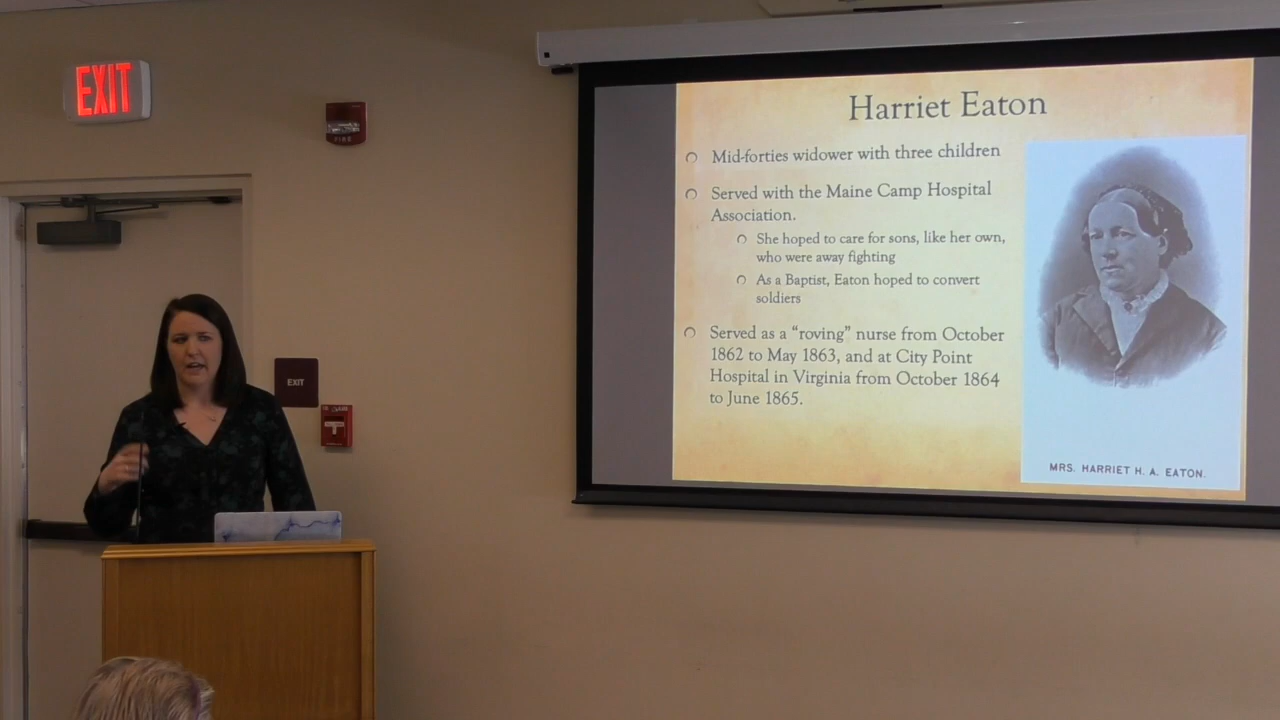 EXIT
FIRE
EXIT
Harriet Eaton
Mid-forties widower with three children
Served with the Maine Camp Hospital
Association.
She hoped to care for sons, like her own,
who were away fighting
As a Baptist, Eaton hoped to convert
soldiers
Served as a “roving” nurse from October
1862 to May 1863, and at City Point
Hospital in Virginia from October 1864
to June 1865.
MRS. HARRIET H. A. EATON.